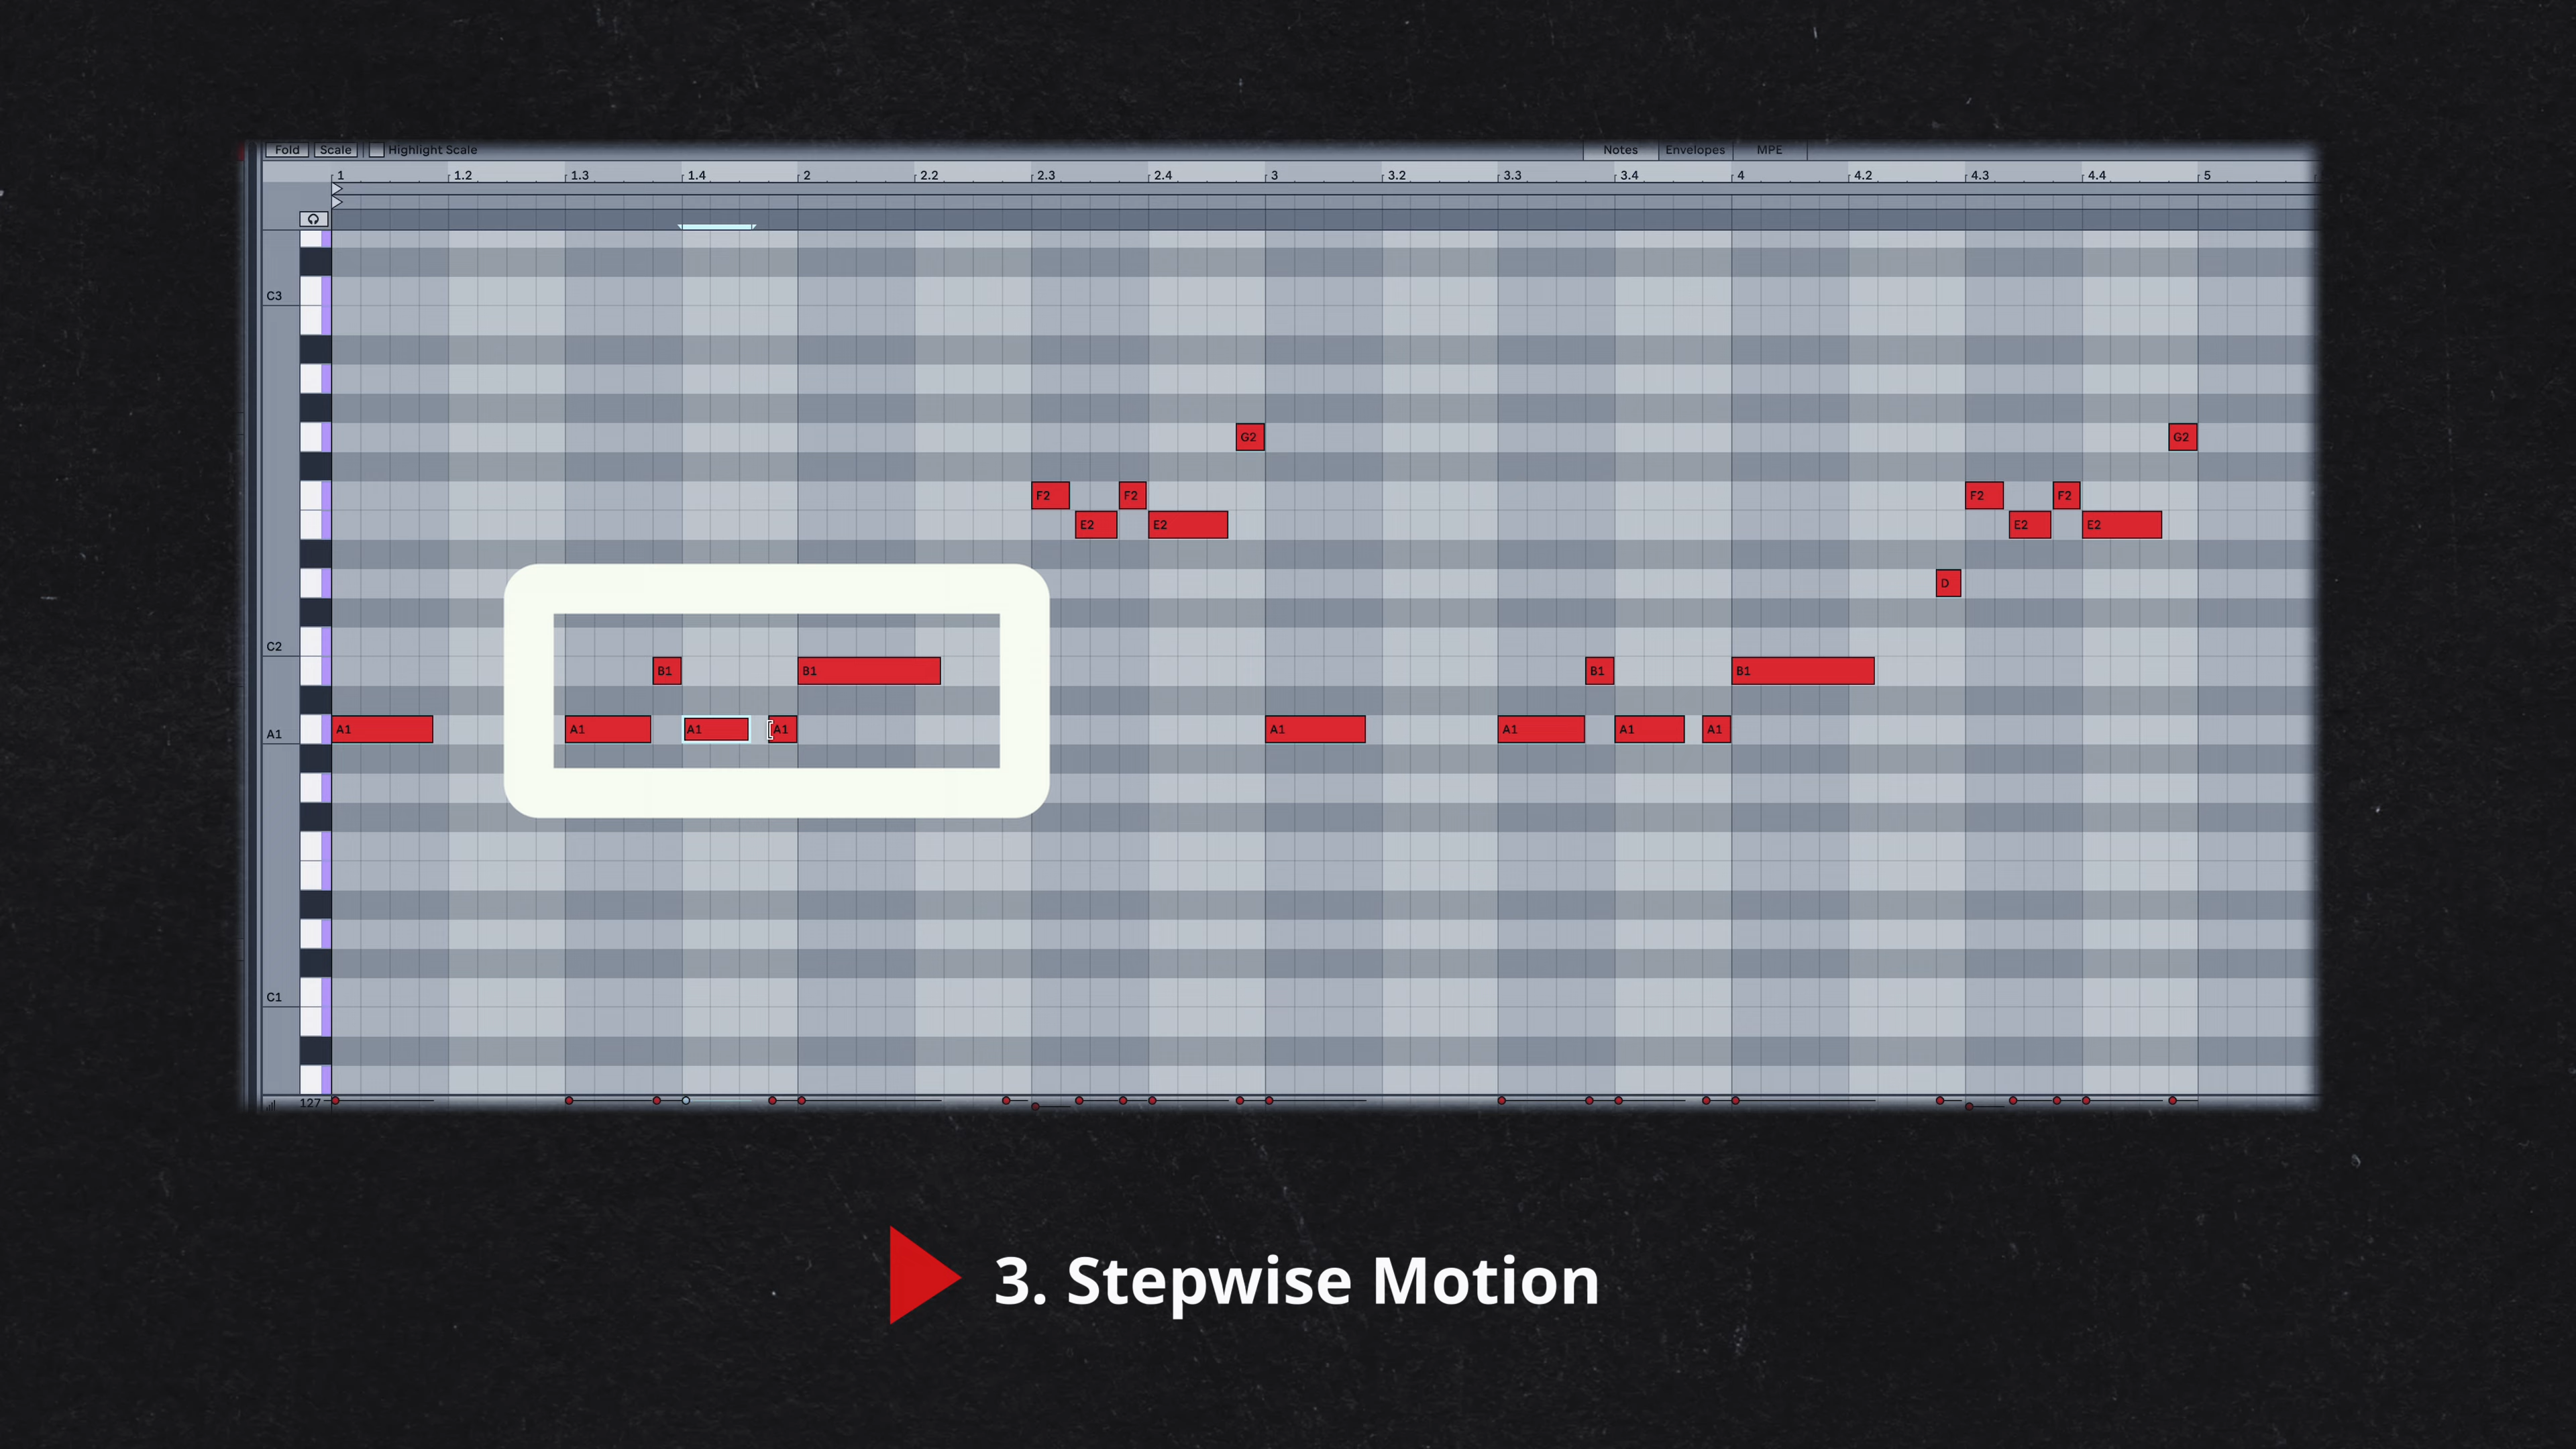 Fold Scale Highlight Scale Notes Envelopes MPE
1 1.2 1.3 1.4 2 2.2 2.3 2.4 3 3.2 3.3 3.4 4 4.2 4.3 4.4 5
C3
G2 G2
F2 F2 F2 F2
E2 E2 E2 E2
D
C2
B1 B1 B1 B1
A1 A1 A1 A1 A1 A1 A1 A1 A1
C1
127
3. Stepwise Motion